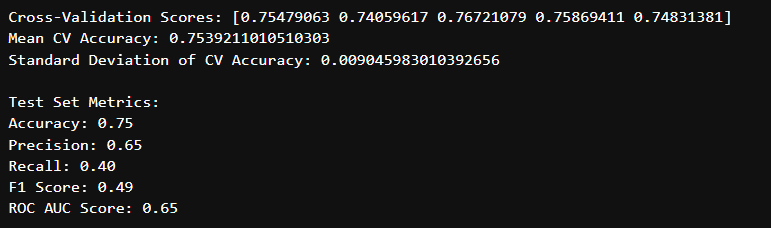 Cross-Validation Scores: [0.75479063 0.74059617 0.76721079 0.75869411 0.74831381]
Mean CV Accuracy: 0.7539211010510303
Standard Deviation of CV Accuracy: 0.009045983010392656
Test Set Metrics:
Accuracy: 0.75
Precision: 0.65
Recall: 0.40
F1 Score: 0.49
ROC AUC Score: 0.65